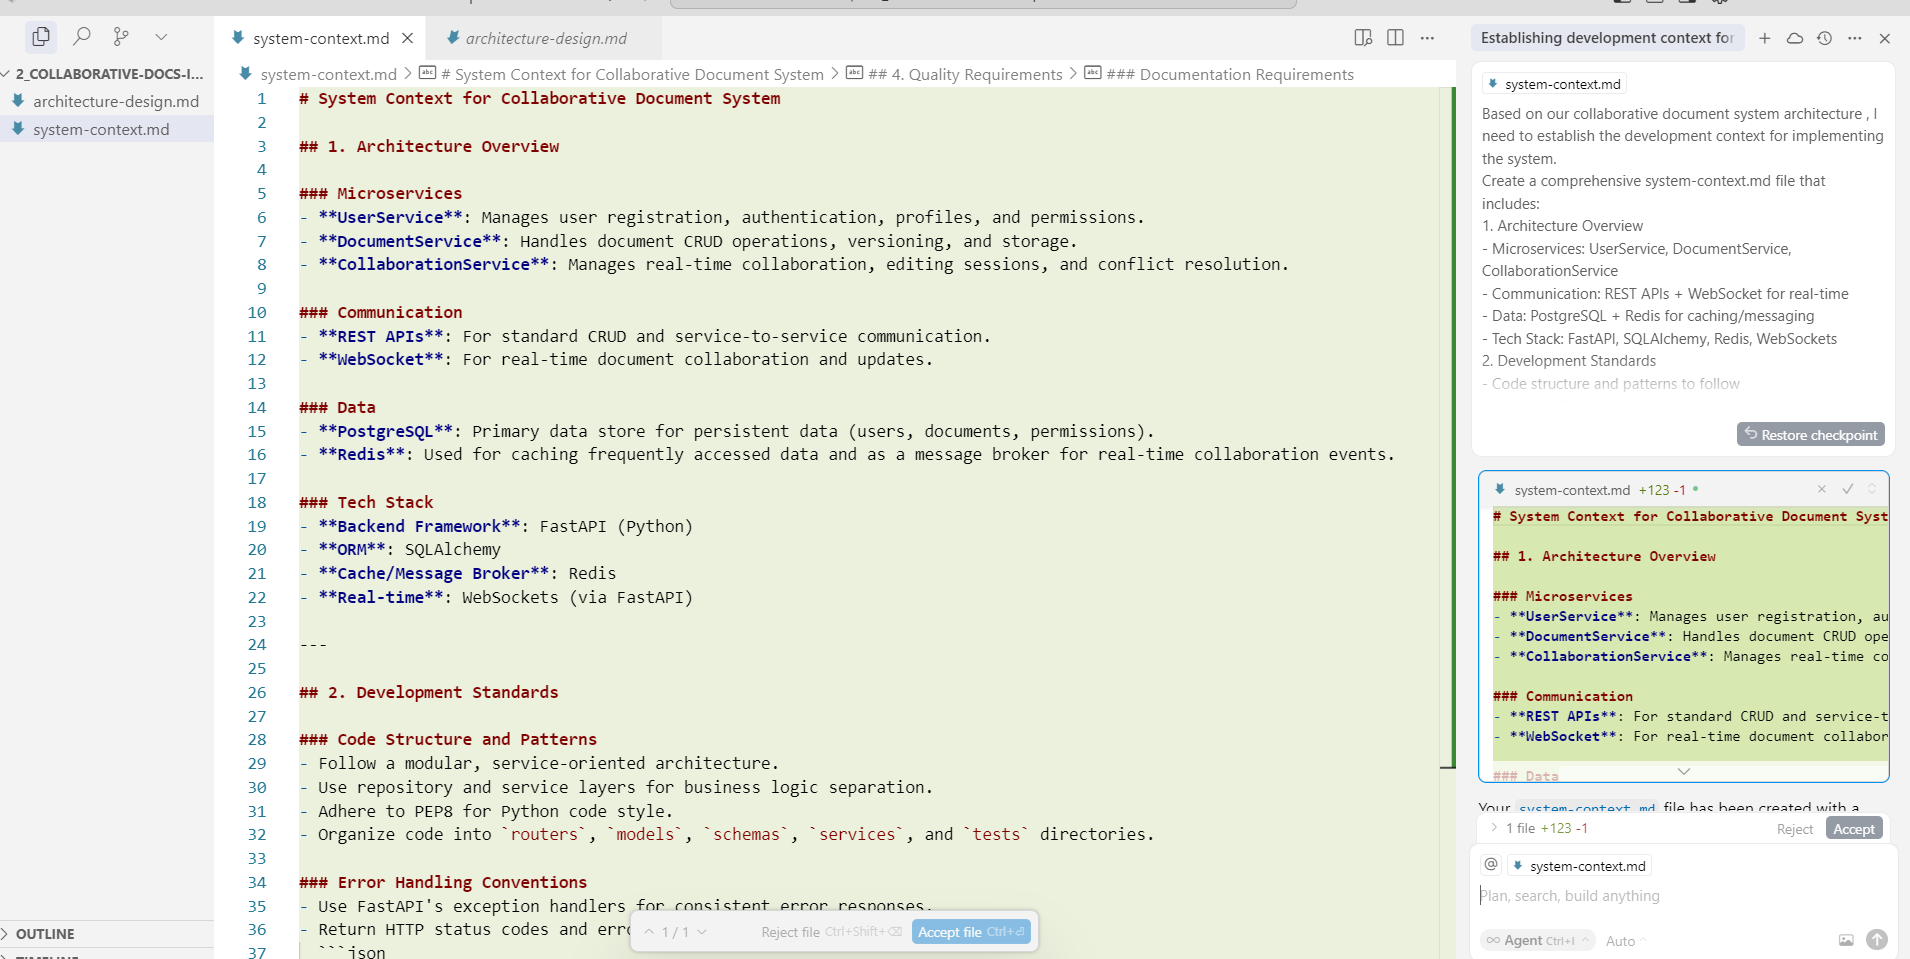 system-context.md
architecture-design.md
Establishing development context for
2_COLLABORATIVE-DOCS-I...
architecture-design.md
system-context.md
system-context.md > # System Context for Collaborative Document System > ## 4. Quality Requirements > ### Documentation Requirements
1 # System Context for Collaborative Document System
2
3 ## 1. Architecture Overview
4
5 ### Microservices
6 - **UserService**: Manages user registration, authentication, profiles, and permissions.
7 - **DocumentService**: Handles document CRUD operations, versioning, and storage.
8 - **CollaborationService**: Manages real-time collaboration, editing sessions, and conflict resolution.
9
10 ### Communication
11 - **REST APIs**: For standard CRUD and service-to-service communication.
12 - **WebSocket**: For real-time document collaboration and updates.
13
14 ### Data
15 - **PostgreSQL**: Primary data store for persistent data (users, documents, permissions).
16 - **Redis**: Used for caching frequently accessed data and as a message broker for real-time collaboration events.
17
18 ### Tech Stack
19 - **Backend Framework**: FastAPI (Python)
20 - **ORM**: SQLAlchemy
21 - **Cache/Message Broker**: Redis
22 - **Real-time**: WebSockets (via FastAPI)
23
24 ---
25
26 ## 2. Development Standards
27
28 ### Code Structure and Patterns
29 - Follow a modular, service-oriented architecture.
30 - Use repository and service layers for business logic separation.
31 - Adhere to PEP8 for Python code style.
32 - Organize code into `routers`, `models`, `schemas`, `services`, and `tests` directories.
33
34 ### Error Handling Conventions
35 - Use FastAPI's exception handlers for consistent error responses.
36 - Return HTTP status codes and erro
37 ```json
1 / 1
Reject file Ctrl+Shift+⌫
Accept file Ctrl+⏎
OUTLINE
TIMELINE
system-context.md
Based on our collaborative document system architecture , I
need to establish the development context for implementing
the system.
Create a comprehensive system-context.md file that
includes:
1. Architecture Overview
- Microservices: UserService, DocumentService,
CollaborationService
- Communication: REST APIs + WebSocket for real-time
- Data: PostgreSQL + Redis for caching/messaging
- Tech Stack: FastAPI, SQLAlchemy, Redis, WebSockets
2. Development Standards
- Code structure and patterns to follow
Restore checkpoint
system-context.md +123 -1
# System Context for Collaborative Document Syst
## 1. Architecture Overview
### Microservices
- **UserService**: Manages user registration, au
- **DocumentService**: Handles document CRUD ope
- **CollaborationService**: Manages real-time co
### Communication
- **REST APIs**: For standard CRUD and service-t
- **WebSocket**: For real-time document collabor
### Data
Your system-context.md file has been created with a
1 file +123 -1
Reject
Accept
@ system-context.md
Plan, search, build anything
Agent Ctrl+I
Auto